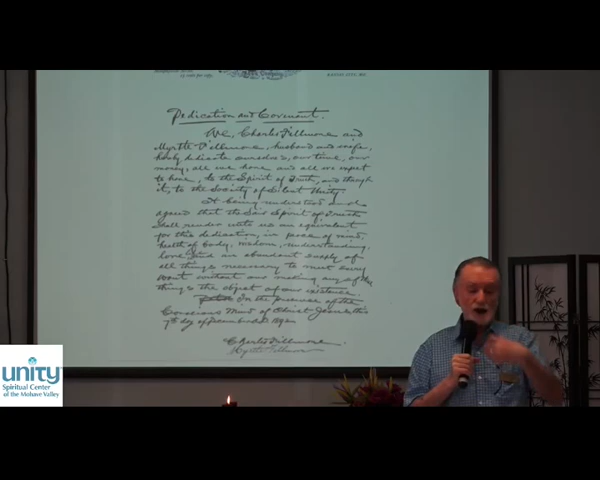 KANSAS CITY, MO.
Dedication and Covenant.
We, Charles Fillmore and
Myrtle Fillmore, husband and wife,
hereby dedicate ourselves, our time, our
money, all we have and all we expect
to have, to the Spirit of Truth, and through
it, to the Society of Silent Unity.
It being understood and
agreed that the Said Spirit of Truth
shall render unto us an equivalent
for this dedication, in peace of mind,
health of body, wisdom, understanding,
love, and an abundant supply of
all things necessary to meet every
want without our making any of these
things the object of our existence.
In the presence of the
Conscious Mind of Christ Jesus, this
7th day of December A.D. 1892.
Charles Fillmore.
Myrtle Fillmore
unity
Spiritual Center
of the Mohave Valley